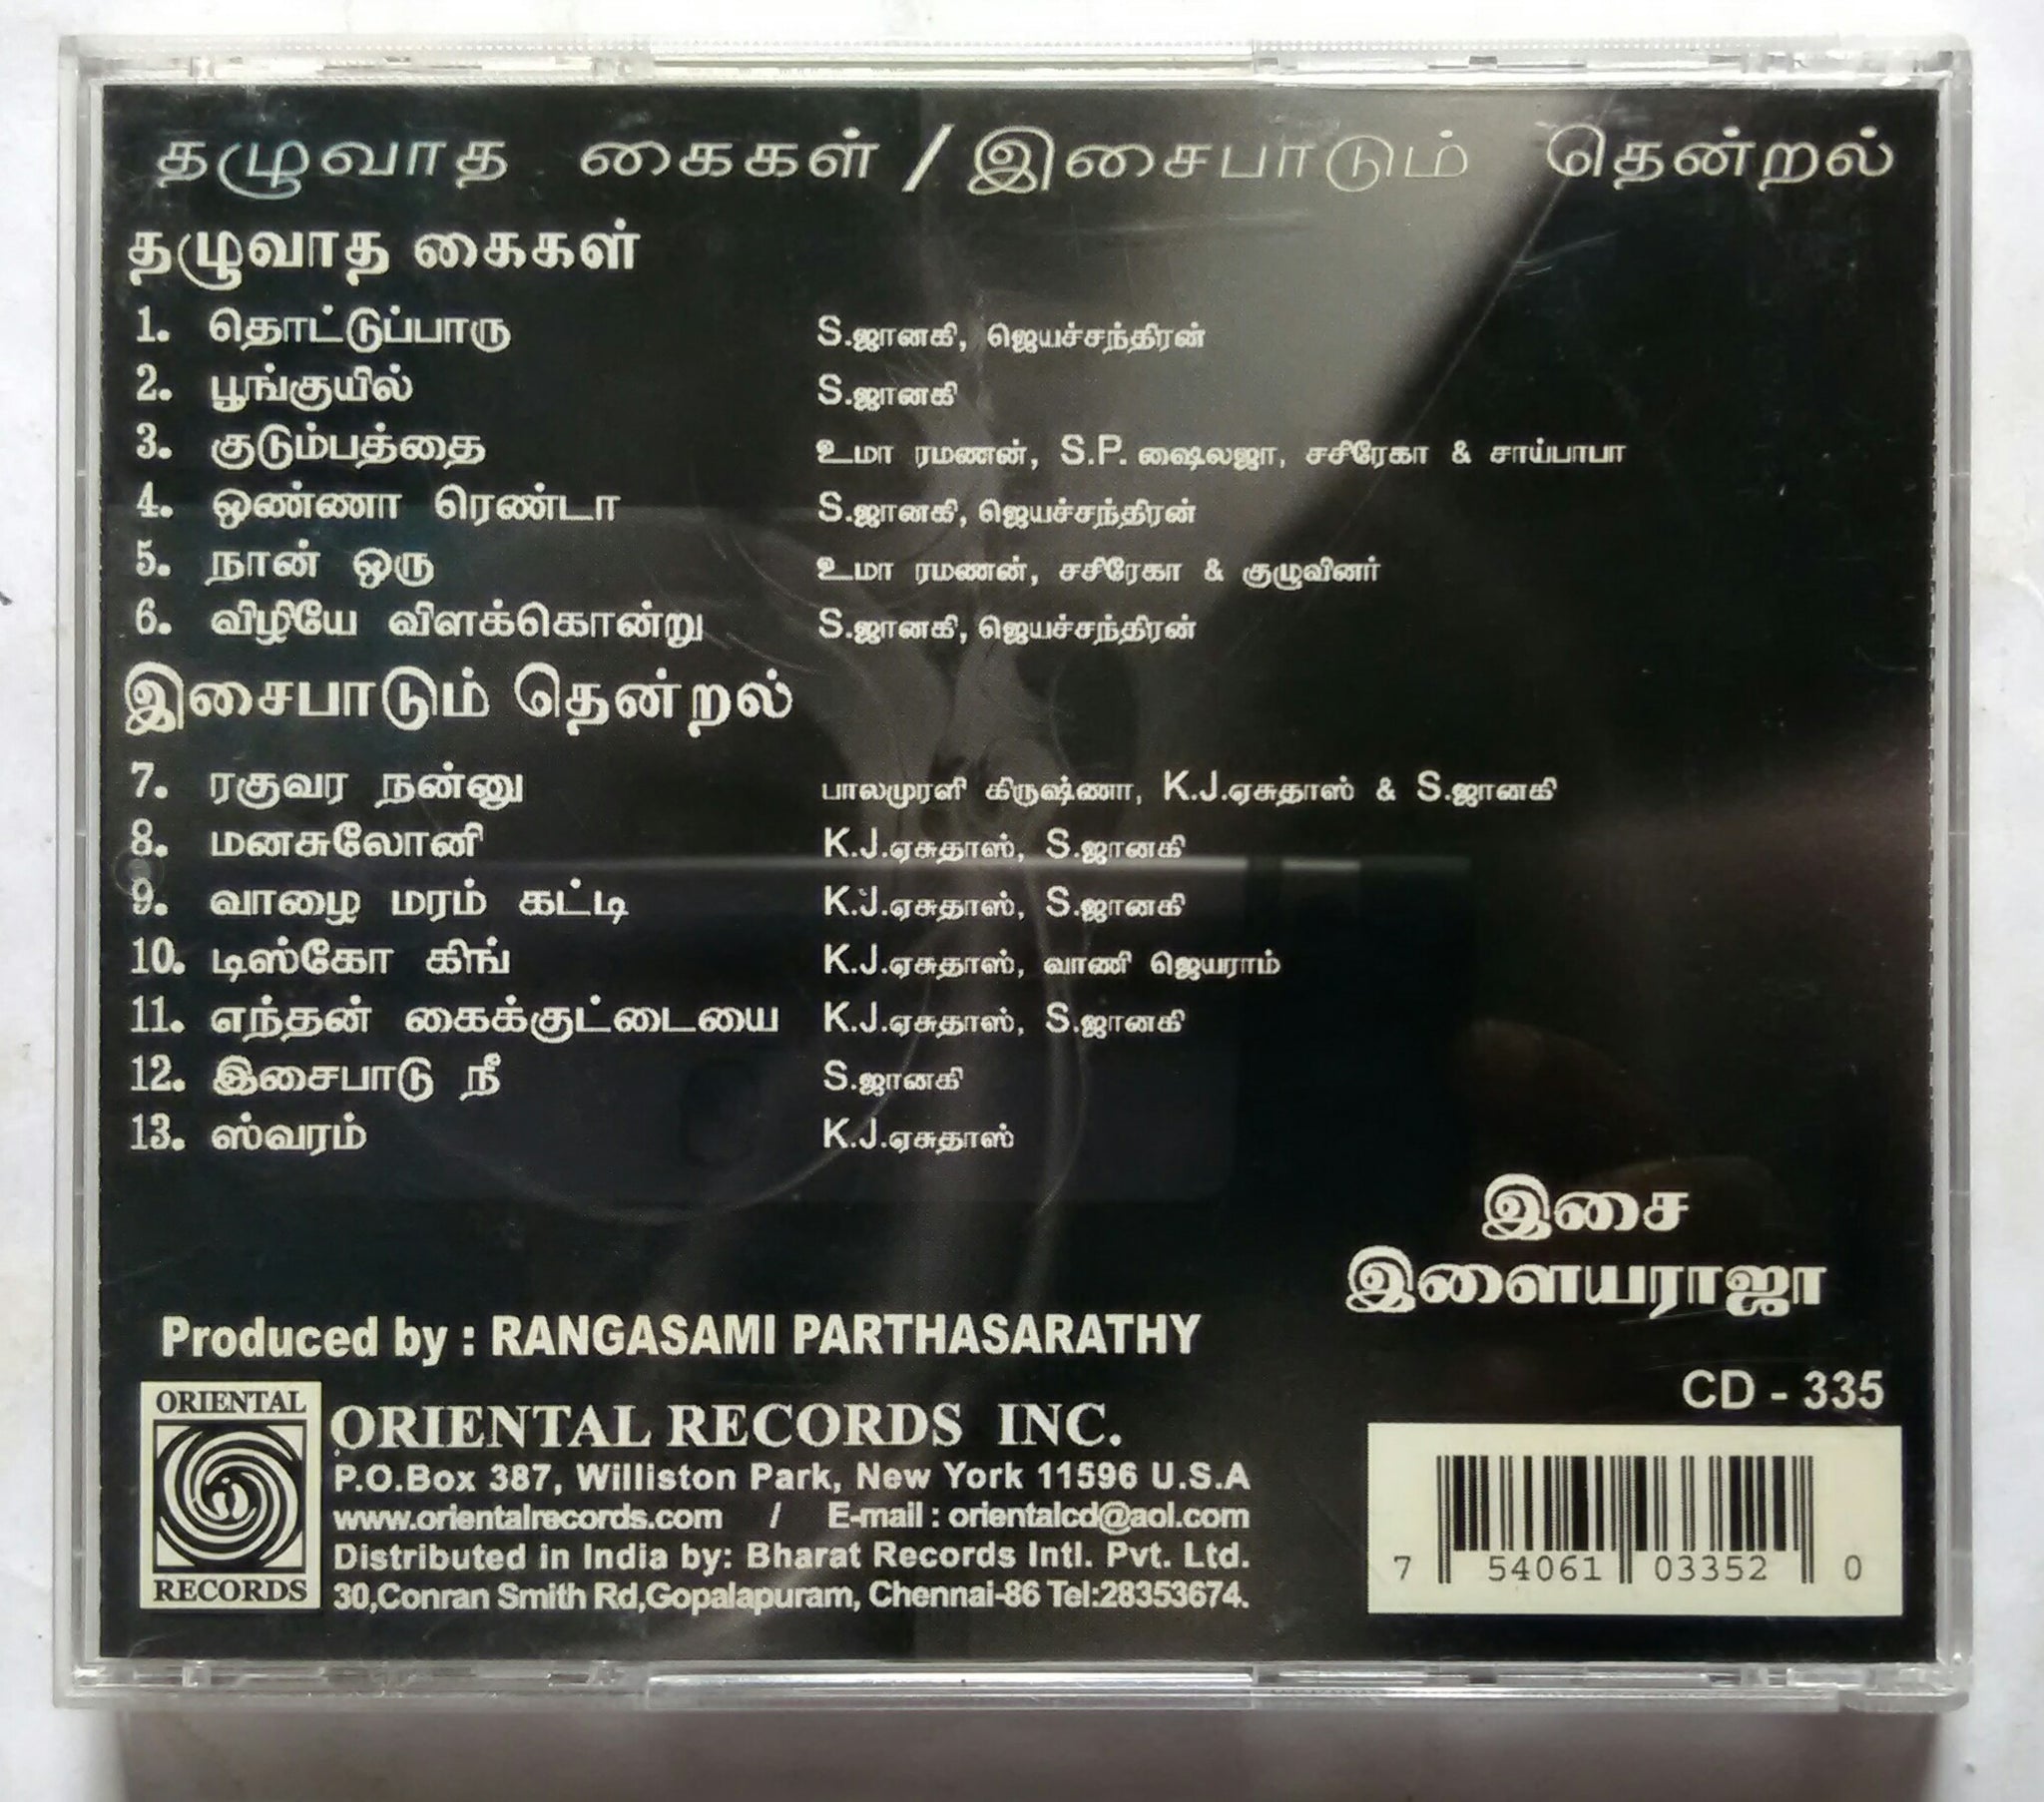 தழுவாத கைகள் / இசைபாடும் தென்றல்
தழுவாத கைகள்
1. தொட்டுப்பாரு S.ஜானகி, ஜெயச்சந்திரன்
2. பூங்குயில் S.ஜானகி
3. குடும்பத்தை உமா ரமணன், S.P. ஷைலஜா, சசிரேகா & சாய்பாபா
4. ஒண்ணா ரெண்டா S.ஜானகி, ஜெயச்சந்திரன்
5. நான் ஒரு உமா ரமணன், சசிரேகா & குழுவினர்
6. விழியே விளக்கொன்று S.ஜானகி, ஜெயச்சந்திரன்
இசைபாடும் தென்றல்
7. ரகுவர நன்னு பாலமுரளி கிருஷ்ணா, K.J.ஏசுதாஸ் & S.ஜானகி
8. மனசுலோனி K.J.ஏசுதாஸ், S.ஜானகி
9. வாழை மரம் கட்டி K.J.ஏசுதாஸ், S.ஜானகி
10. டிஸ்கோ கிங் K.J.ஏசுதாஸ், வாணி ஜெயராம்
11. எந்தன் கைக்குட்டையை K.J.ஏசுதாஸ், S.ஜானகி
12. இசைபாடு நீ S.ஜானகி
13. ஸ்வரம் K.J.ஏசுதாஸ்
இசை
இளையராஜா
Produced by : RANGASAMI PARTHASARATHY
CD - 335
ORIENTAL
RECORDS
ORIENTAL RECORDS INC.
P.O.Box 387, Williston Park, New York 11596 U.S.A
www.orientalrecords.com / E-mail : orientalcd@aol.com
Distributed in India by: Bharat Records Intl. Pvt. Ltd.
30,Conran Smith Rd,Gopalapuram, Chennai-86 Tel:28353674.
7 54061 03352 0